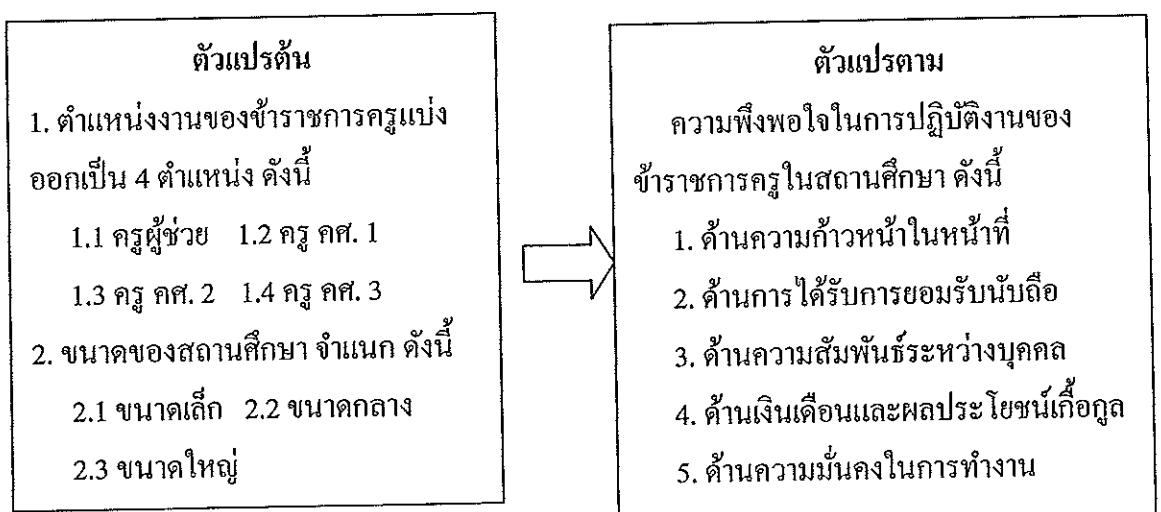 ตัวแปรต้น
1. ตำแหน่งงานของข้าราชการครูแบ่ง
ออกเป็น 4 ตำแหน่ง ดังนี้
1.1 ครูผู้ช่วย 1.2 ครู คศ. 1
1.3 ครู คศ. 2 1.4 ครู คศ. 3
2. ขนาดของสถานศึกษา จำแนก ดังนี้
2.1 ขนาดเล็ก 2.2 ขนาดกลาง
2.3 ขนาดใหญ่
ตัวแปรตาม
ความพึงพอใจในการปฏิบัติงานของ
ข้าราชการครูในสถานศึกษา ดังนี้
1. ด้านความก้าวหน้าในหน้าที่
2. ด้านการได้รับการยอมรับนับถือ
3. ด้านความสัมพันธ์ระหว่างบุคคล
4. ด้านเงินเดือนและผลประโยชน์เกื้อกูล
5. ด้านความมั่นคงในการทำงาน